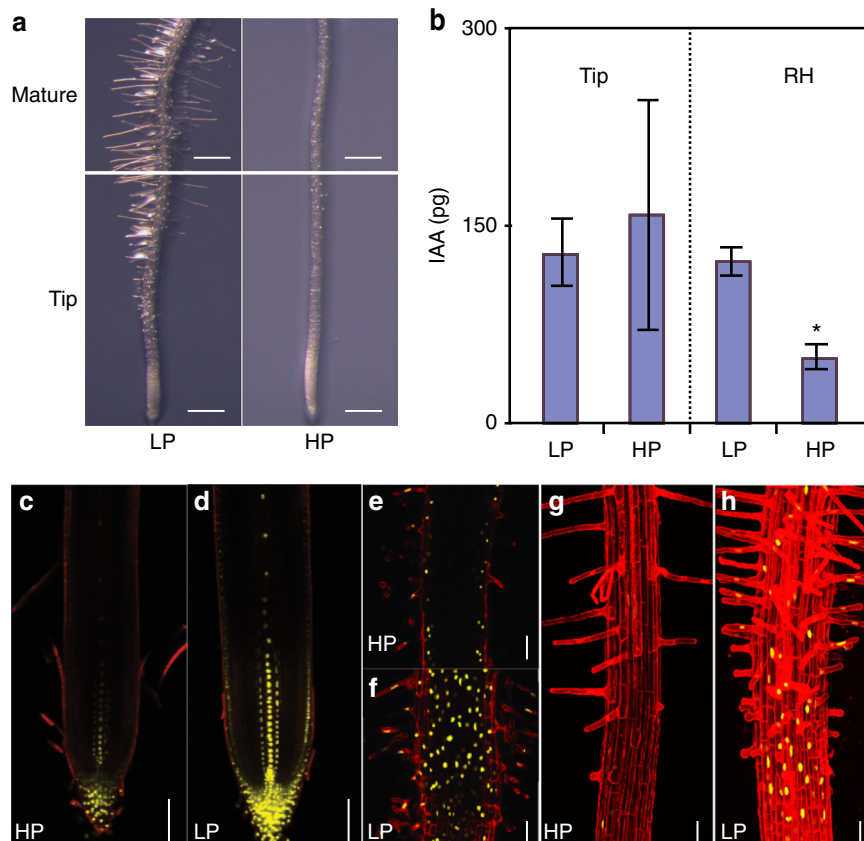 a
Mature
Tip
LP
HP
b
300
150
0
IAA (pg)
Tip
RH
*
LP
HP
LP
HP
c
HP
d
LP
e
HP
f
LP
g
HP
h
LP